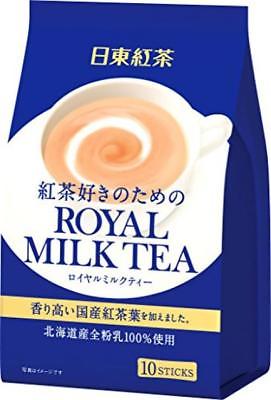 日東紅茶
紅茶好きのための
ROYAL
MILK TEA
ロイヤルミルクティー
香り高い国産紅茶葉を加えました。
北海道産全粉乳100%使用
写真はイメージです
10 STICKS